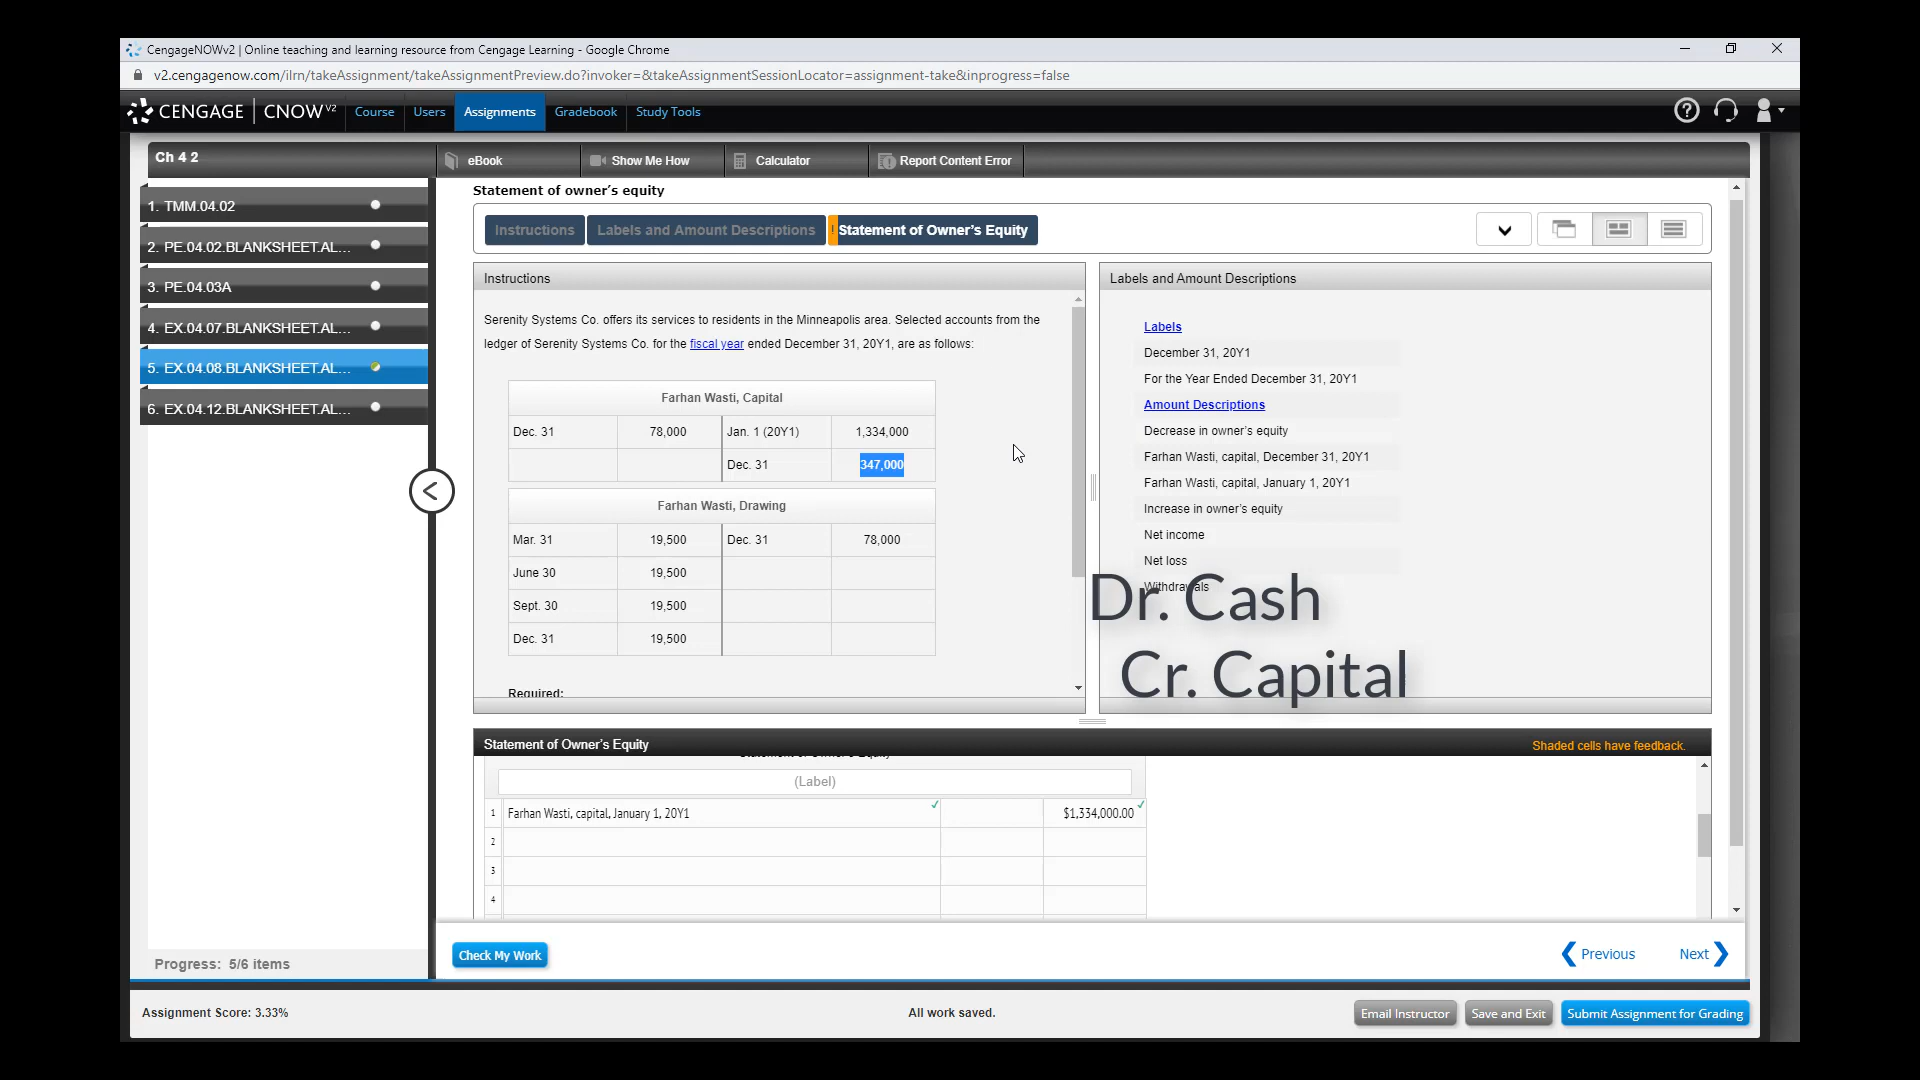 CengageNOWv2 | Online teaching and learning resource from Cengage Learning - Google Chrome
v2.cengagenow.com/ilrn/takeAssignment/takeAssignmentPreview.do?invoker=&takeAssignmentSessionLocator=assignment-take&inprogress=false
CENGAGE | CNOWV2 Course Users Assignments Gradebook Study Tools
Ch 4 2
eBook Show Me How Calculator Report Content Error
1. TMM.04.02
2. PE.04.02.BLANKSHEET.AL...
3. PE.04.03A
4. EX.04.07.BLANKSHEET.AL...
5. EX.04.08.BLANKSHEET.AL...
6. EX.04.12.BLANKSHEET.AL...
Progress: 5/6 items
Statement of owner's equity
Instructions Labels and Amount Descriptions ! Statement of Owner's Equity
Instructions
Serenity Systems Co. offers its services to residents in the Minneapolis area. Selected accounts from the
ledger of Serenity Systems Co. for the fiscal year ended December 31, 20Y1, are as follows:
Farhan Wasti, Capital
Dec. 31 78,000 Jan. 1 (20Y1) 1,334,000
Dec. 31 347,000
Farhan Wasti, Drawing
Mar. 31 19,500 Dec. 31 78,000
June 30 19,500
Sept. 30 19,500
Dec. 31 19,500
Required:
Labels and Amount Descriptions
Labels
December 31, 20Y1
For the Year Ended December 31, 20Y1
Amount Descriptions
Decrease in owner's equity
Farhan Wasti, capital, December 31, 20Y1
Farhan Wasti, capital, January 1, 20Y1
Increase in owner's equity
Net income
Net loss
Withdrawals
Dr. Cash
Cr. Capital
Statement of Owner's Equity Shaded cells have feedback.
Statement of Owner's Equity
(Label)
1 Farhan Wasti, capital, January 1, 20Y1 $1,334,000.00
2
3
4
Check My Work Previous Next
Assignment Score: 3.33% All work saved. Email Instructor Save and Exit Submit Assignment for Grading